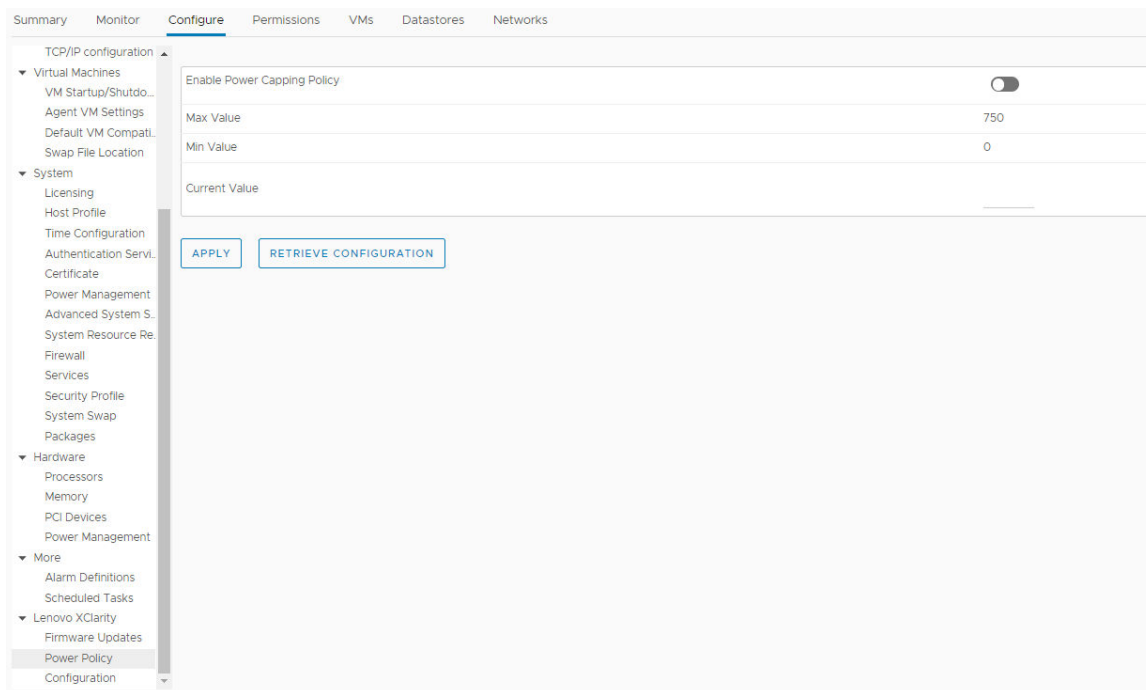 Summary Monitor Configure Permissions VMs Datastores Networks
TCP/IP configuration
Virtual Machines
VM Startup/Shutdo...
Agent VM Settings
Default VM Compati..
Swap File Location
System
Licensing
Host Profile
Time Configuration
Authentication Servi..
Certificate
Power Management
Advanced System S..
System Resource Re.
Firewall
Services
Security Profile
System Swap
Packages
Hardware
Processors
Memory
PCI Devices
Power Management
More
Alarm Definitions
Scheduled Tasks
Lenovo XClarity
Firmware Updates
Power Policy
Configuration
Enable Power Capping Policy
Max Value 750
Min Value 0
Current Value
APPLY RETRIEVE CONFIGURATION